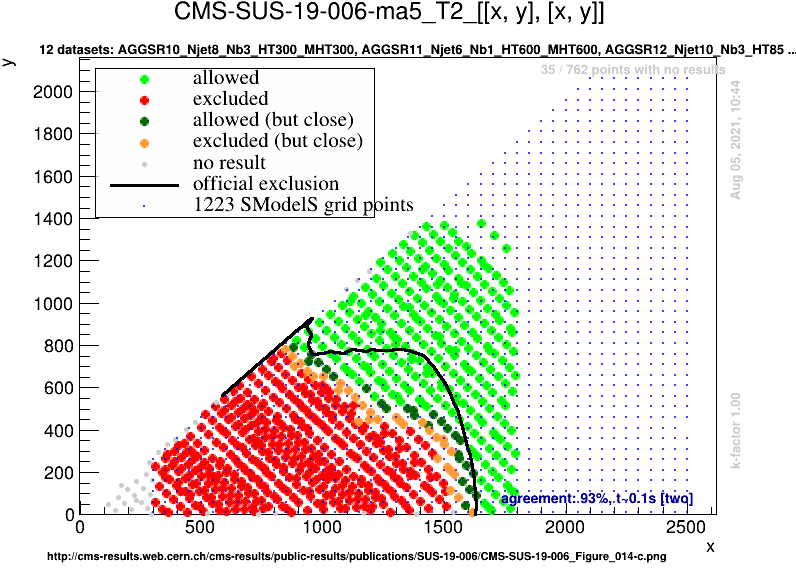 CMS-SUS-19-006-ma5_T2_[[x, y], [x, y]]
12 datasets: AGGSR10_Njet8_Nb3_HT300_MHT300, AGGSR11_Njet6_Nb1_HT600_MHT600, AGGSR12_Njet10_Nb3_HT85 ...
y
35 / 762 points with no results
allowed
excluded
allowed (but close)
excluded (but close)
no result
official exclusion
1223 SModelS grid points
Aug 05, 2021, 10:44
k-factor 1.00
2000
1800
1600
1400
1200
1000
800
600
400
200
0
agreement: 93%, t~0.1s [two]
0 500 1000 1500 2000 2500
x
http://cms-results.web.cern.ch/cms-results/public-results/publications/SUS-19-006/CMS-SUS-19-006_Figure_014-c.png